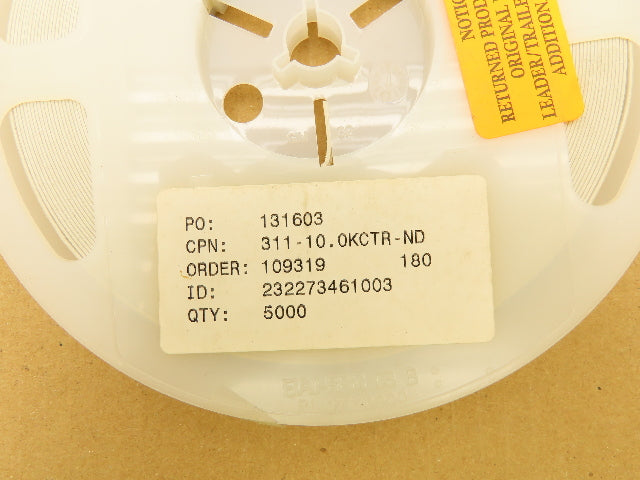 NOTIC
RETURNED PROD
ORIGINAL
LEADER/TRAILE
ADDITION
PO: 131603
CPN: 311-10.0KCTR-ND
ORDER: 109319 180
ID: 232273461003
QTY: 5000